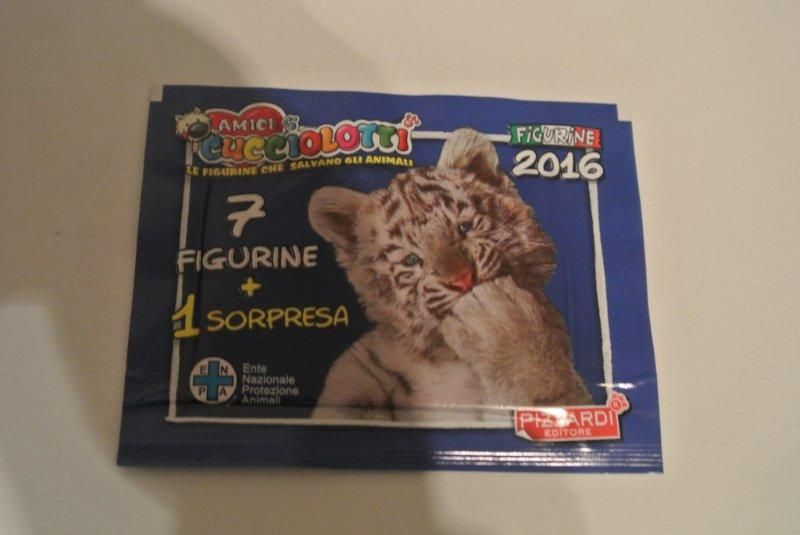 AMICI
CUCCIOLOTTI
LE FIGURINE CHE SALVANO GLI ANIMALI
FiGURiNE
2016
7
FIGURINE
+
1 SORPRESA
E N
P A
Ente
Nazionale
Protezione
Animali
PIZZARDI
EDITORE